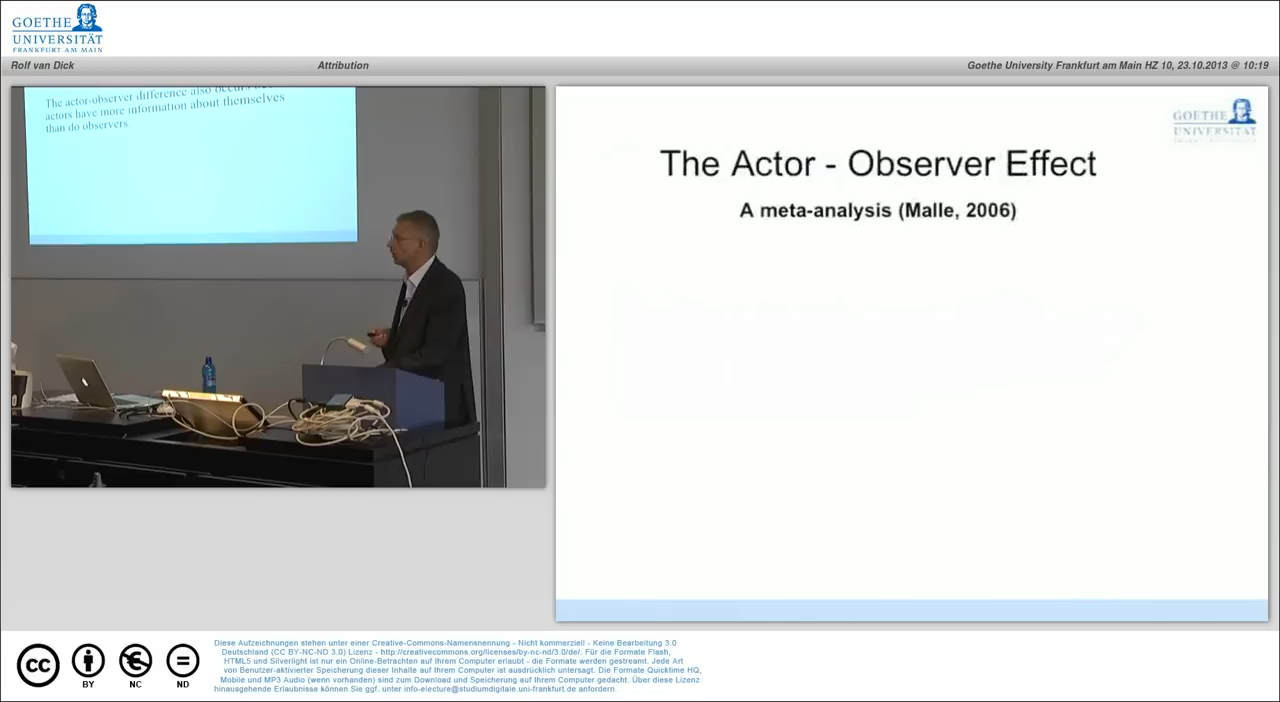 GOETHE
UNIVERSITÄT
FRANKFURT AM MAIN
Rolf van Dick
Attribution
Goethe University Frankfurt am Main HZ 10, 23.10.2013 @ 10:19
The actor-observer difference also occurs
actors have more information about themselves
than do observers
GOETHE
UNIVERSITÄT
The Actor - Observer Effect
A meta-analysis (Malle, 2006)
cc
BY
NC
ND
Diese Aufzeichnungen stehen unter einer Creative-Commons-Namensnennung - Nicht kommerziell - Keine Bearbeitung 3.0
Deutschland (CC BY-NC-ND 3.0) Lizenz - http://creativecommons.org/licenses/by-nc-nd/3.0/de/. Für die Formate Flash,
HTML5 und Silverlight ist nur ein Online-Betrachten auf Ihrem Computer erlaubt - die Formate werden gestreamt. Jede Art
von Benutzer-aktivierter Speicherung dieser Inhalte auf Ihrem Computer ist ausdrücklich untersagt. Die Formate Quicktime HQ,
Mobile und MP3 Audio (wenn vorhanden) sind zum Download und Speicherung auf Ihrem Computer gedacht. Über diese Lizenz
hinausgehende Erlaubnisse können Sie ggf. unter info-electure@studiumdigitale.uni-frankfurt.de anfordern.